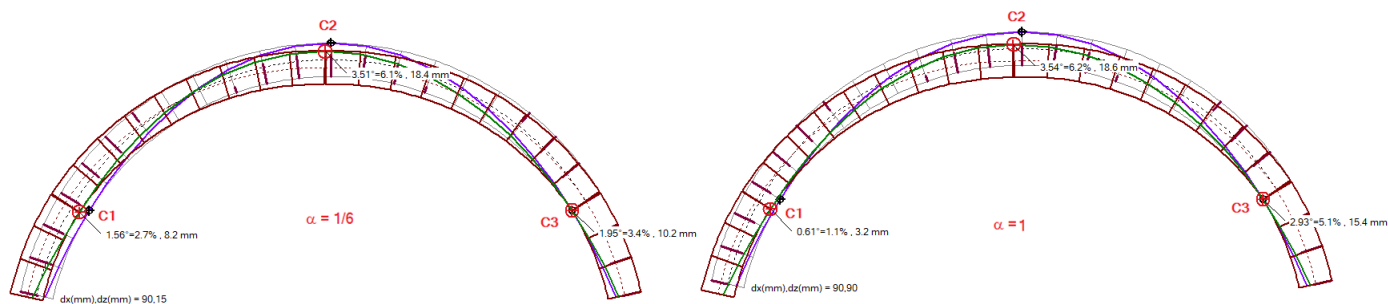 C2
3.51°=6.1% , 18.4 mm
C1
1.56°=2.7% , 8.2 mm
α = 1/6
C3
1.95°=3.4% , 10.2 mm
dx(mm),dz(mm) = 90,15
C2
3.54°=6.2% , 18.6 mm
C1
0.61°=1.1% , 3.2 mm
α = 1
C3
2.93°=5.1% , 15.4 mm
dx(mm),dz(mm) = 90,90